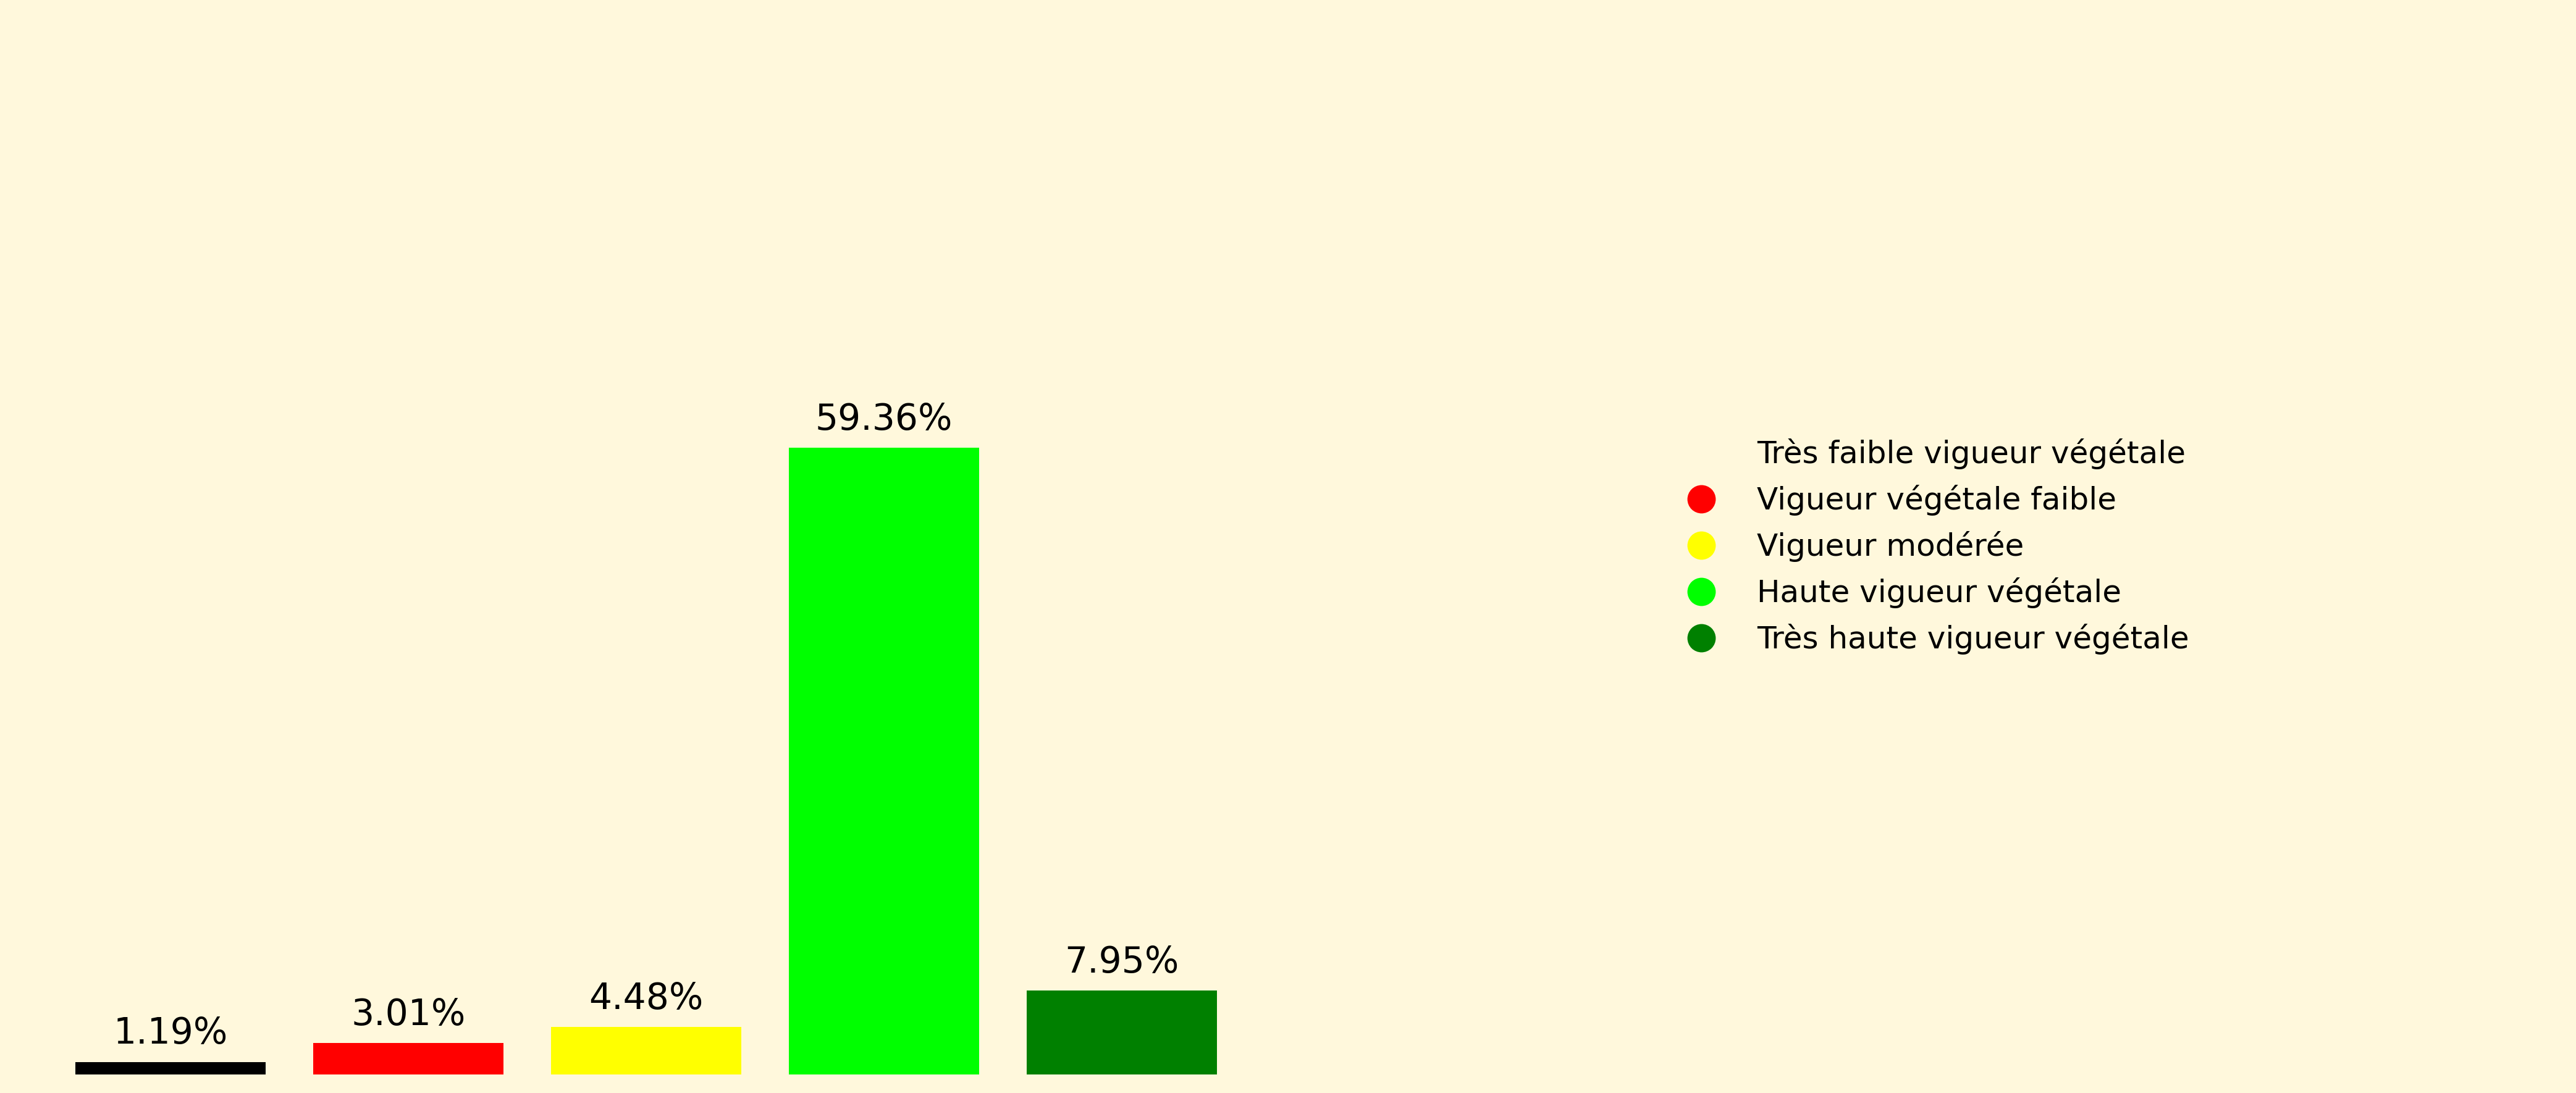 59.36%
7.95%
4.48%
3.01%
1.19%
Très faible vigueur végétale
Vigueur végétale faible
Vigueur modérée
Haute vigueur végétale
Très haute vigueur végétale